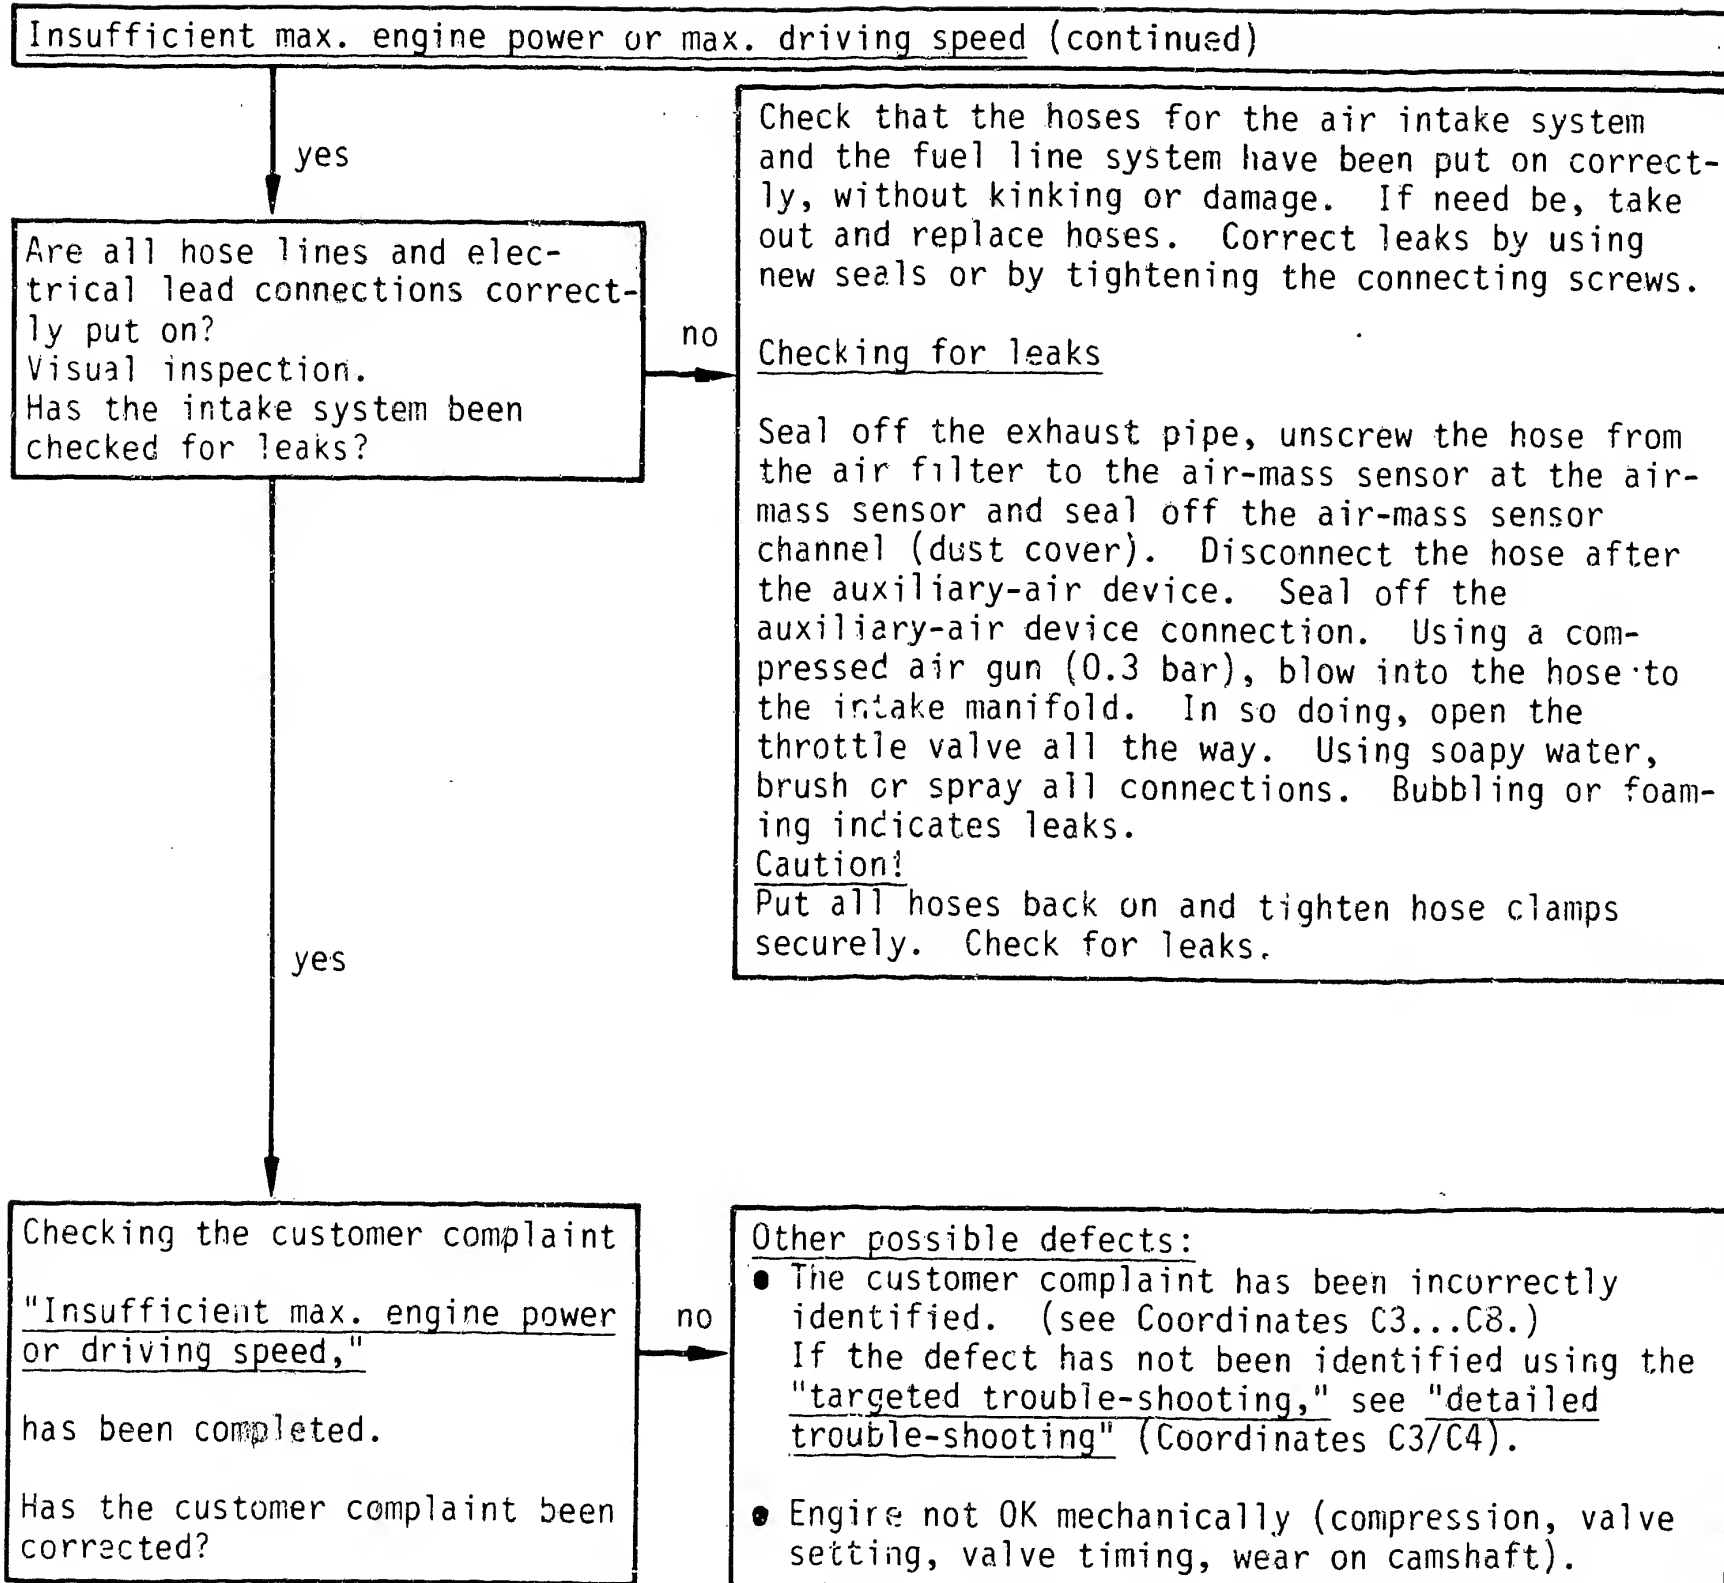 Insufficient max. engine power or max. driving speed (continued)
yes
Are all hose lines and elec-
trical lead connections correct-
ly put on?
Visual inspection.
Has the intake system been
checked for leaks?
no
Check that the hoses for the air intake system
and the fuel line system have been put on correct-
ly, without kinking or damage. If need be, take
out and replace hoses. Correct leaks by using
new seals or by tightening the connecting screws.
Checking for leaks
Seal off the exhaust pipe, unscrew the hose from
the air filter to the air-mass sensor at the air-
mass sensor and seal off the air-mass sensor
channel (dust cover). Disconnect the hose after
the auxiliary-air device. Seal off the
auxiliary-air device connection. Using a com-
pressed air gun (0.3 bar), blow into the hose to
the intake manifold. In so doing, open the
throttle valve all the way. Using soapy water,
brush or spray all connections. Bubbling or foam-
ing indicates leaks.
Caution!
Put all hoses back on and tighten hose clamps
securely. Check for leaks.
yes
Checking the customer complaint
"Insufficient max. engine power
or driving speed,"
has been completed.
Has the customer complaint been
corrected?
no
Other possible defects:
● The customer complaint has been incorrectly
identified. (see Coordinates C3...C8.)
If the defect has not been identified using the
"targeted trouble-shooting," see "detailed
trouble-shooting" (Coordinates C3/C4).
● Engine not OK mechanically (compression, valve
setting, valve timing, wear on camshaft).